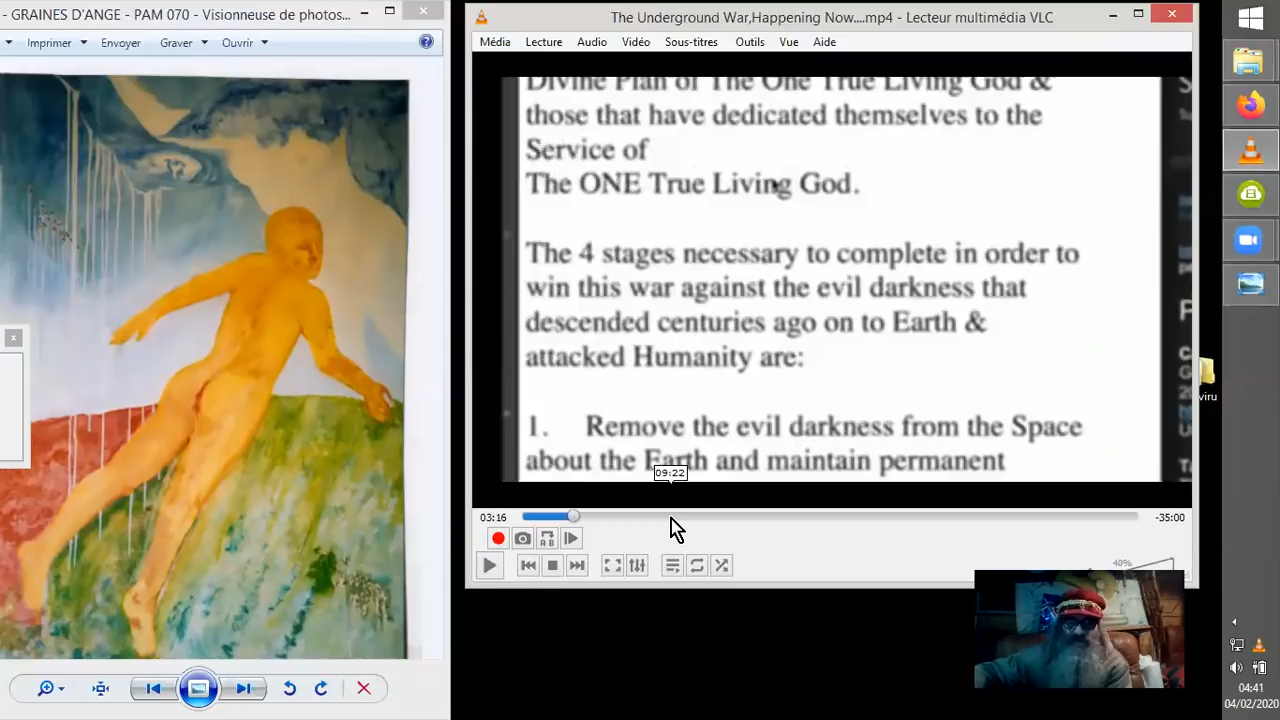 - GRAINES D'ANGE - PAM 070 - Visionneuse de photos...
Imprimer
Envoyer
Graver
Ouvrir
x
The Underground War,Happening Now....mp4 - Lecteur multimédia VLC
Média Lecture Audio Vidéo Sous-titres Outils Vue Aide
Divine Plan of The One True Living God &
those that have dedicated themselves to the
Service of
The ONE True Living God.
The 4 stages necessary to complete in order to
win this war against the evil darkness that
descended centuries ago on to Earth &
attacked Humanity are:
1. Remove the evil darkness from the Space
about the Earth and maintain permanent
09:22
03:16
-35:00
40%
viru
04:41
04/02/2020